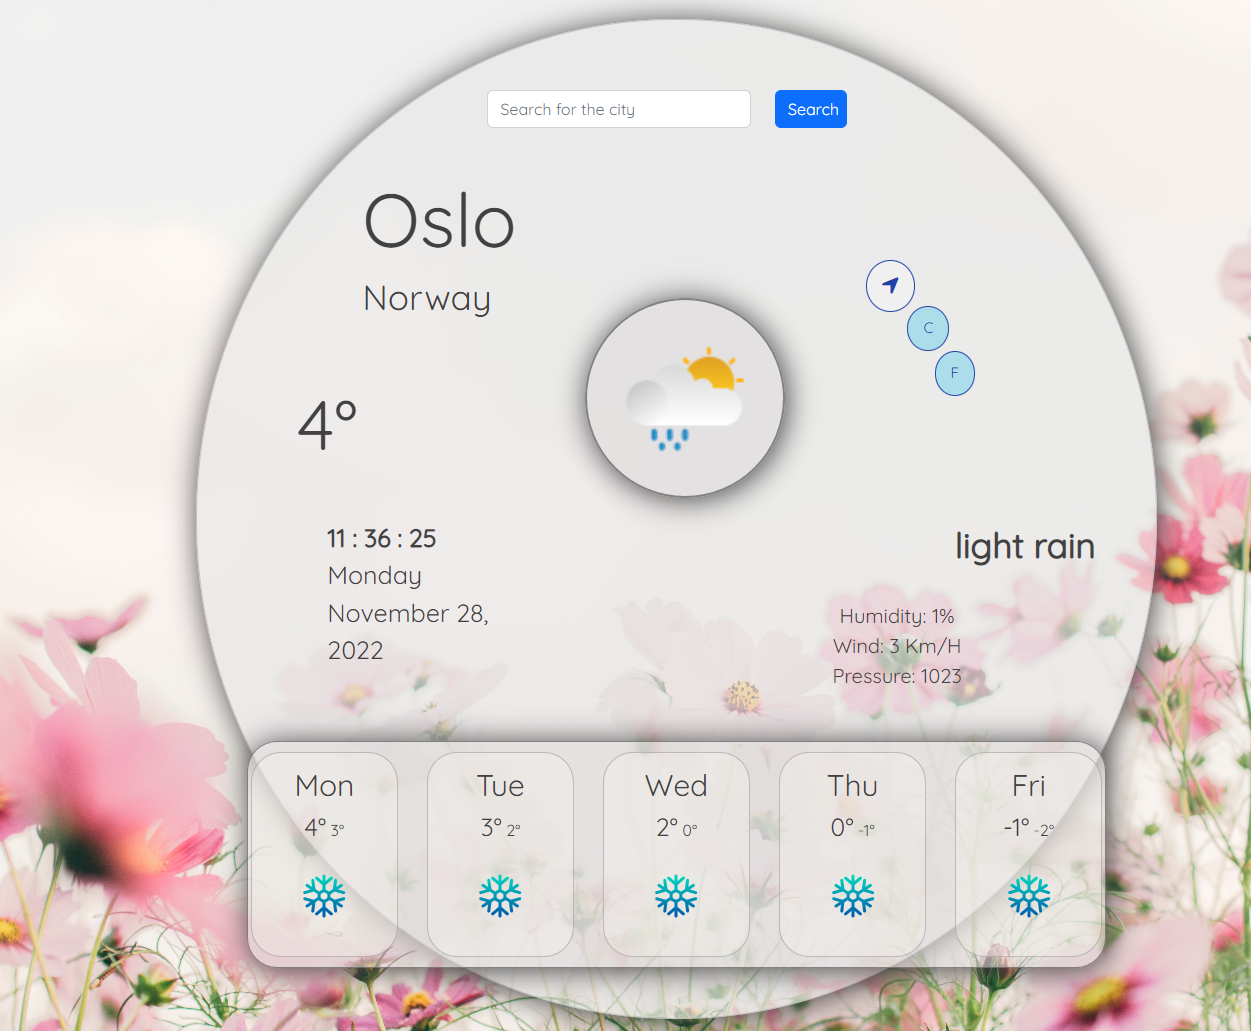 Search for the city
Search
Oslo
Norway
C
F
4°
11 : 36 : 25
Monday
November 28,
2022
light rain
Humidity: 1%
Wind: 3 Km/H
Pressure: 1023
Mon
4° 3°
Tue
3° 2°
Wed
2° 0°
Thu
0° -1°
Fri
-1° -2°